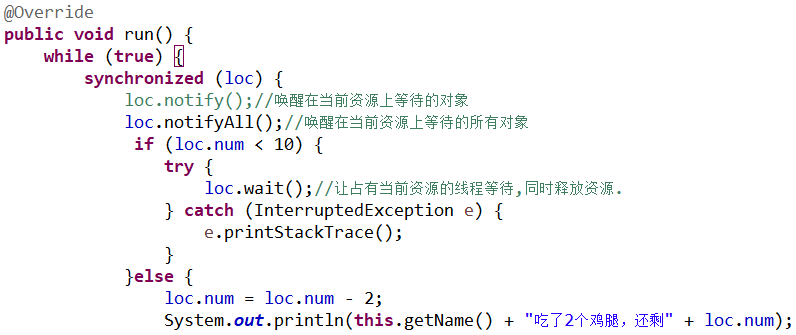 @Override
public void run() {
    while (true) {
        synchronized (loc) {
            loc.notify();//唤醒在当前资源上等待的对象
            loc.notifyAll();//唤醒在当前资源上等待的所有对象
             if (loc.num < 10) {
                try {
                    loc.wait();//让占有当前资源的线程等待,同时释放资源.
                } catch (InterruptedException e) {
                    e.printStackTrace();
                }
            }else {
                loc.num = loc.num - 2;
                System.out.println(this.getName() + "吃了2个鸡腿，还剩" + loc.num);